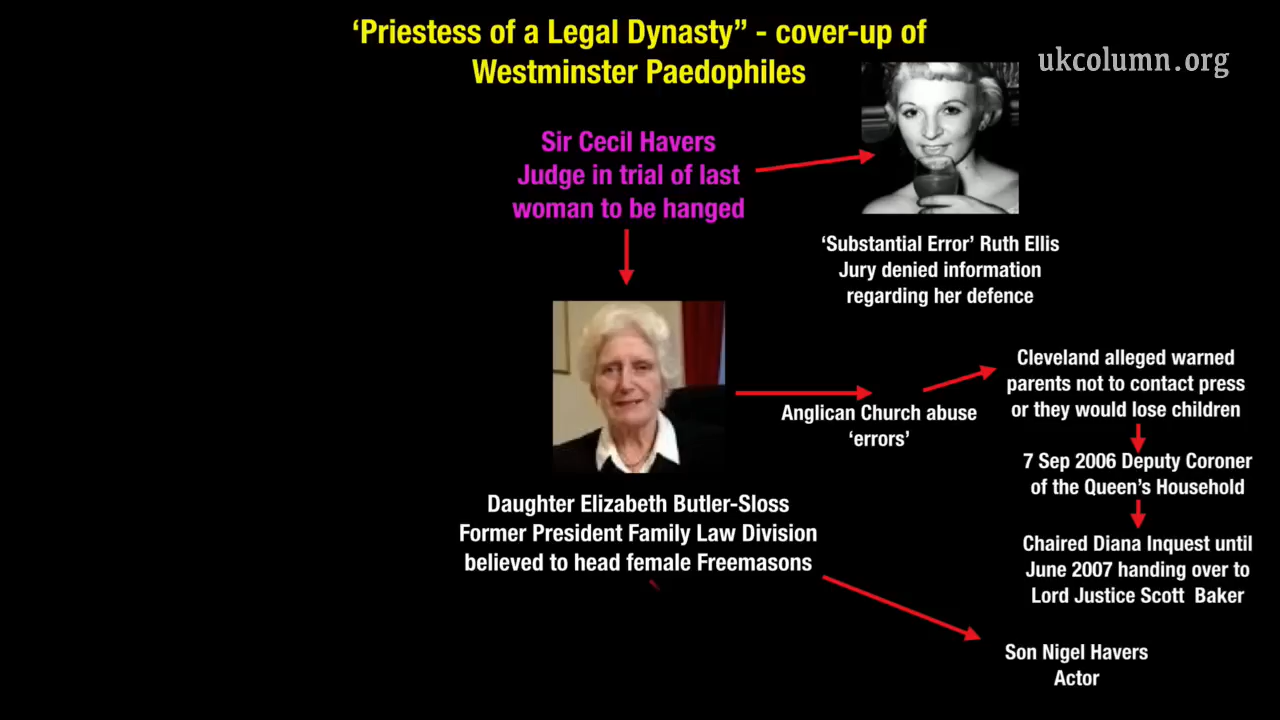 ‘Priestess of a Legal Dynasty” - cover-up of
Westminster Paedophiles
ukcolumn.org
Sir Cecil Havers
Judge in trial of last
woman to be hanged
‘Substantial Error’ Ruth Ellis
Jury denied information
regarding her defence
Cleveland alleged warned
parents not to contact press
or they would lose children
Anglican Church abuse
‘errors’
7 Sep 2006 Deputy Coroner
of the Queen’s Household
Daughter Elizabeth Butler-Sloss
Former President Family Law Division
believed to head female Freemasons
Chaired Diana Inquest until
June 2007 handing over to
Lord Justice Scott Baker
Son Nigel Havers
Actor